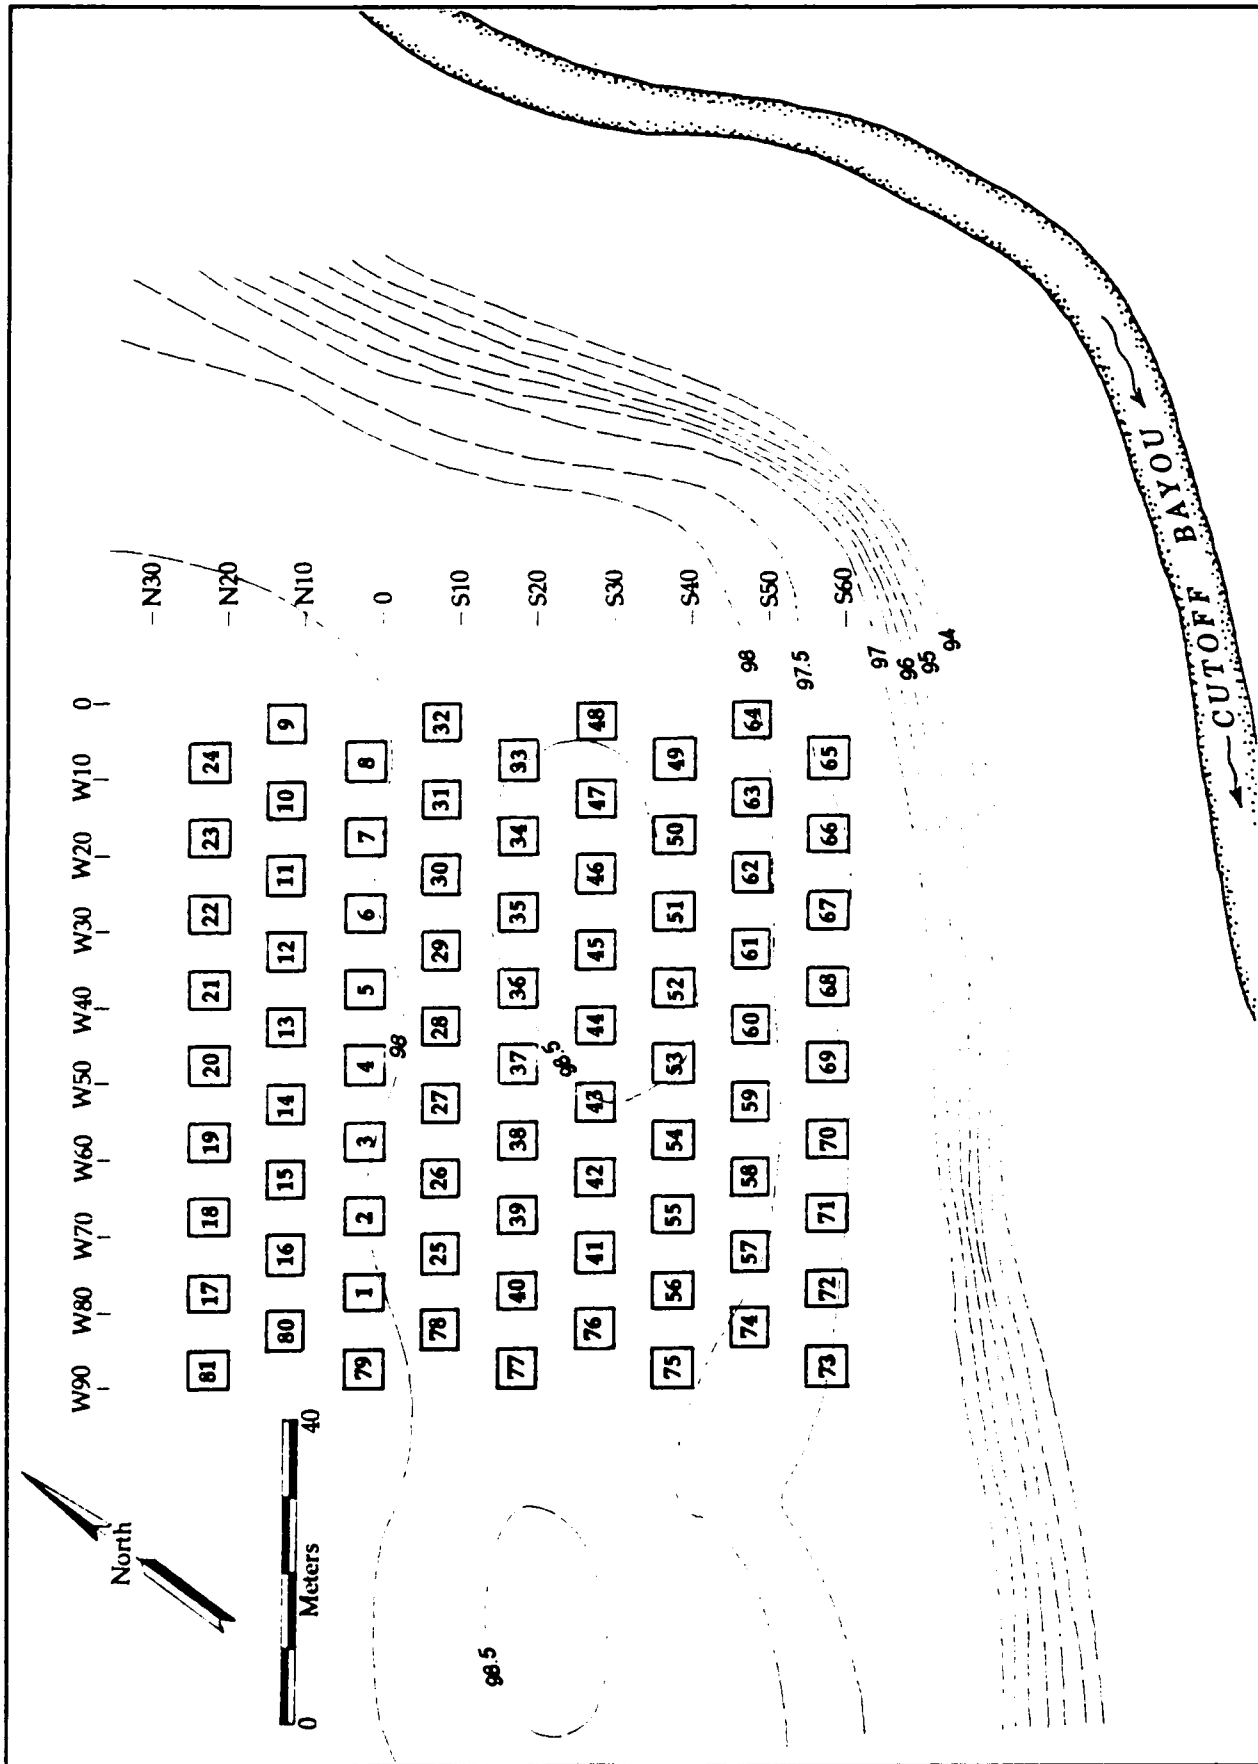 W90 W80 W70 W60 W50 W40 W30 W20 W10 0
North
N30
81 17 18 19 20 21 22 23 24 N20
80 16 15 14 13 12 11 10 9 N10
0 Meters 40
79 1 2 3 4 5 6 7 8 0
98
78 25 26 27 28 29 30 31 32 S10
98.5
77 40 39 38 37 36 35 34 33 S20
98.5
76 41 42 43 44 45 46 47 48 S30
75 56 55 54 53 52 51 50 49 S40
74 57 58 59 60 61 62 63 64 98 S50
97.5
73 72 71 70 69 68 67 66 65 S60
97
96
95
94
CUTOFF BAYOU